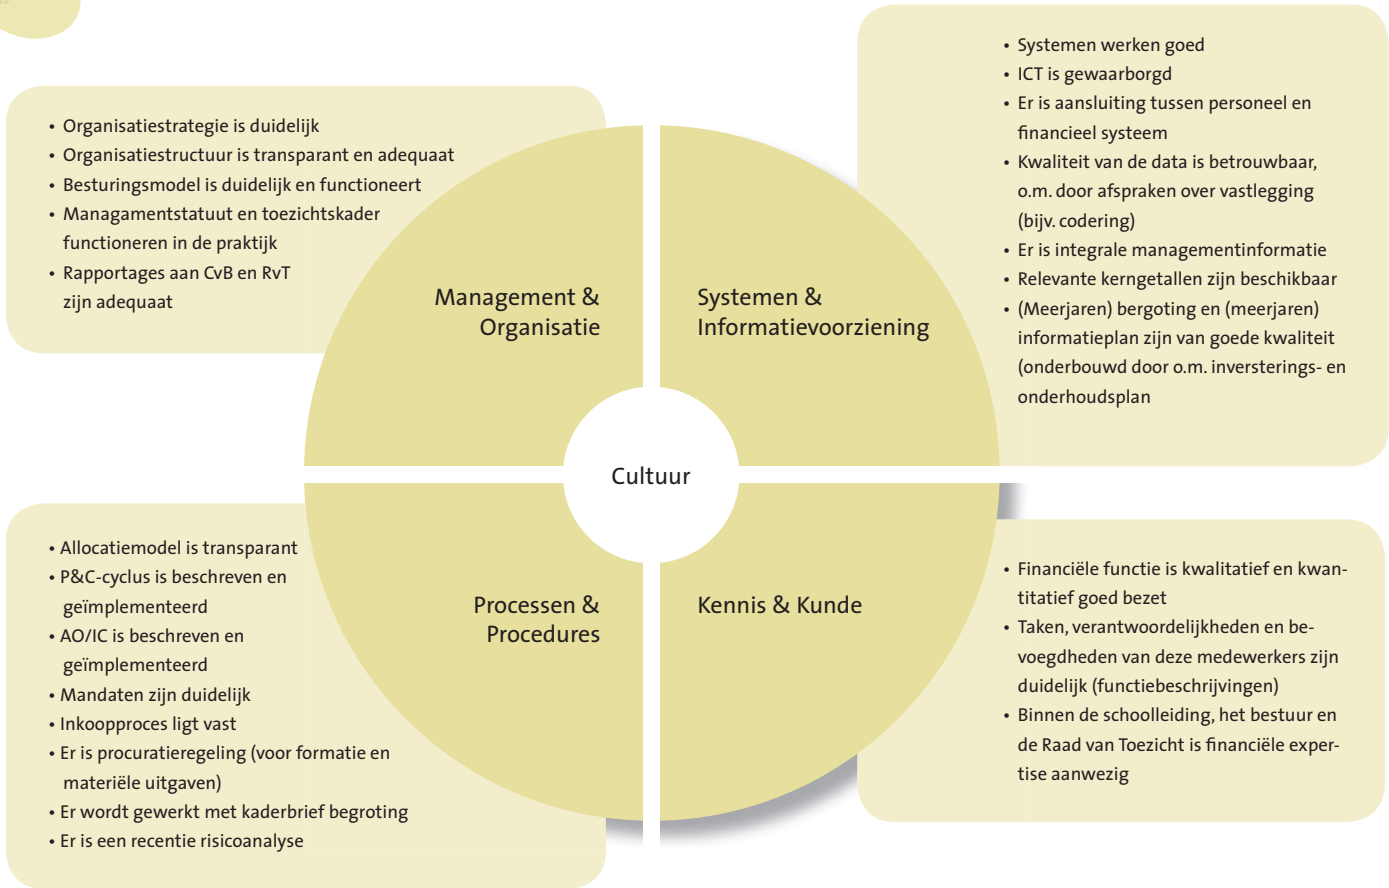 • Organisatiestrategie is duidelijk
• Organisatiestructuur is transparant en adequaat
• Besturingsmodel is duidelijk en functioneert
• Managamentstatuut en toezichtskader
functioneren in de praktijk
• Rapportages aan CvB en RvT
zijn adequaat
Management &
Organisatie
• Systemen werken goed
• ICT is gewaarborgd
• Er is aansluiting tussen personeel en
financieel systeem
• Kwaliteit van de data is betrouwbaar,
o.m. door afspraken over vastlegging
(bijv. codering)
• Er is integrale managementinformatie
• Relevante kerngetallen zijn beschikbaar
• (Meerjaren) bergoting en (meerjaren)
informatieplan zijn van goede kwaliteit
(onderbouwd door o.m. inversterings- en
onderhoudsplan
Systemen &
Informatievoorziening
Cultuur
• Allocatiemodel is transparant
• P&C-cyclus is beschreven en
geïmplementeerd
• AO/IC is beschreven en
geïmplementeerd
• Mandaten zijn duidelijk
• Inkoopproces ligt vast
• Er is procuratieregeling (voor formatie en
materiële uitgaven)
• Er wordt gewerkt met kaderbrief begroting
• Er is een recentie risicoanalyse
Processen &
Procedures
Kennis & Kunde
• Financiële functie is kwalitatief en kwan-
titatief goed bezet
• Taken, verantwoordelijkheden en be-
voegdheden van deze medewerkers zijn
duidelijk (functiebeschrijvingen)
• Binnen de schoolleiding, het bestuur en
de Raad van Toezicht is financiële exper-
tise aanwezig